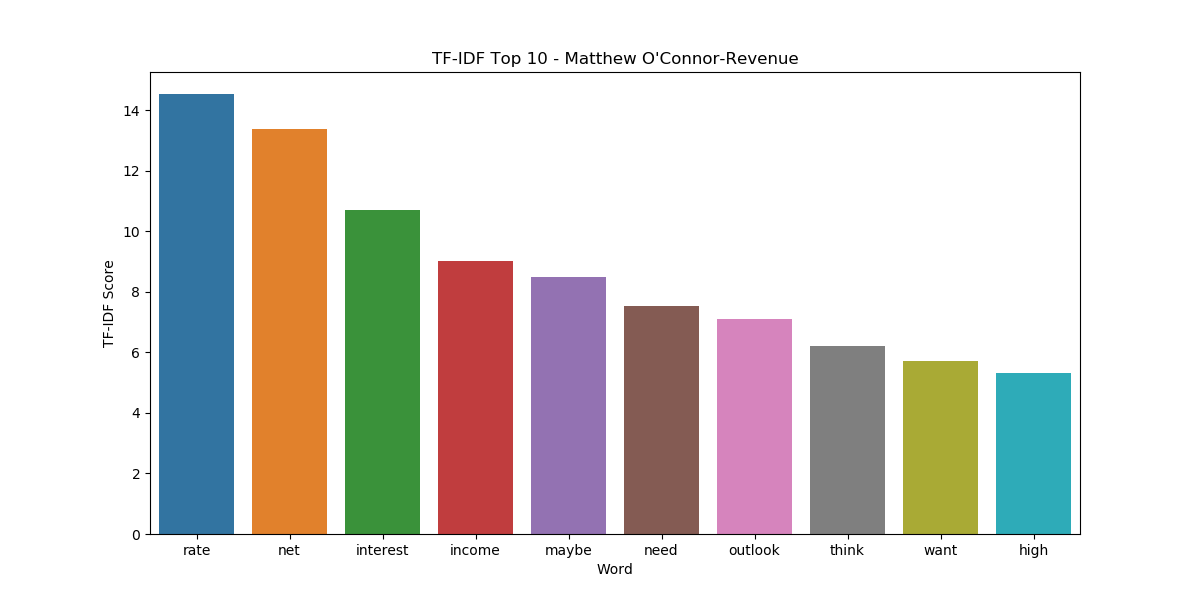 TF-IDF Top 10 - Matthew O'Connor-Revenue
TF-IDF Score
14
12
10
8
6
4
2
0
rate net interest income maybe need outlook think want high
Word